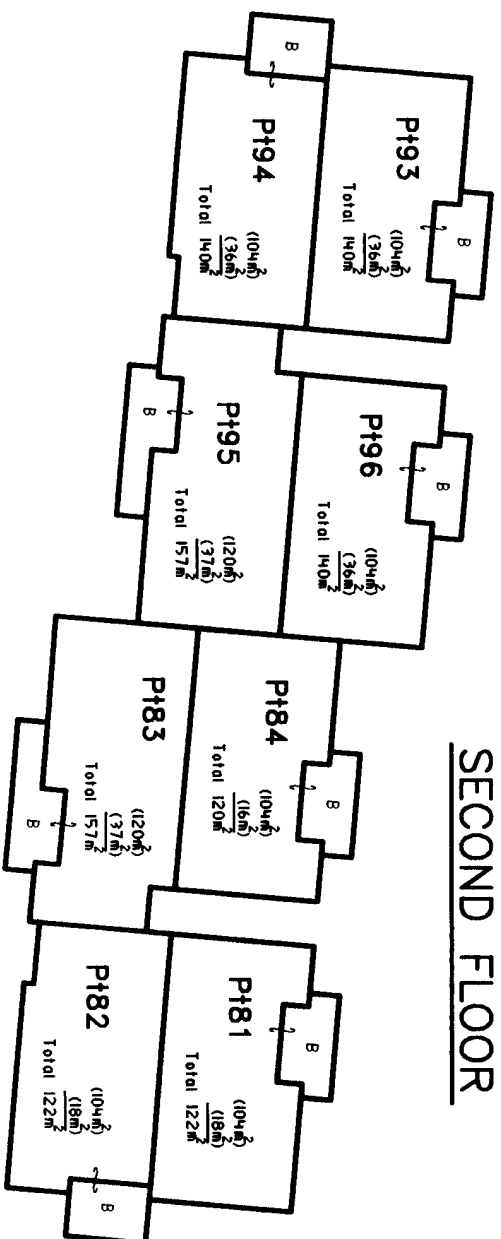 SECOND FLOOR
B
Pt93
(104m²)
(36m²)
Total 140m²
B
Pt94
(104m²)
(36m²)
Total 140m²
B
Pt96
(104m²)
(36m²)
Total 140m²
B
Pt95
(120m²)
(37m²)
Total 157m²
B
Pt84
(104m²)
(16m²)
Total 120m²
B
Pt83
(120m²)
(37m²)
Total 157m²
B
Pt81
(104m²)
(18m²)
Total 122m²
B
Pt82
(104m²)
(18m²)
Total 122m²